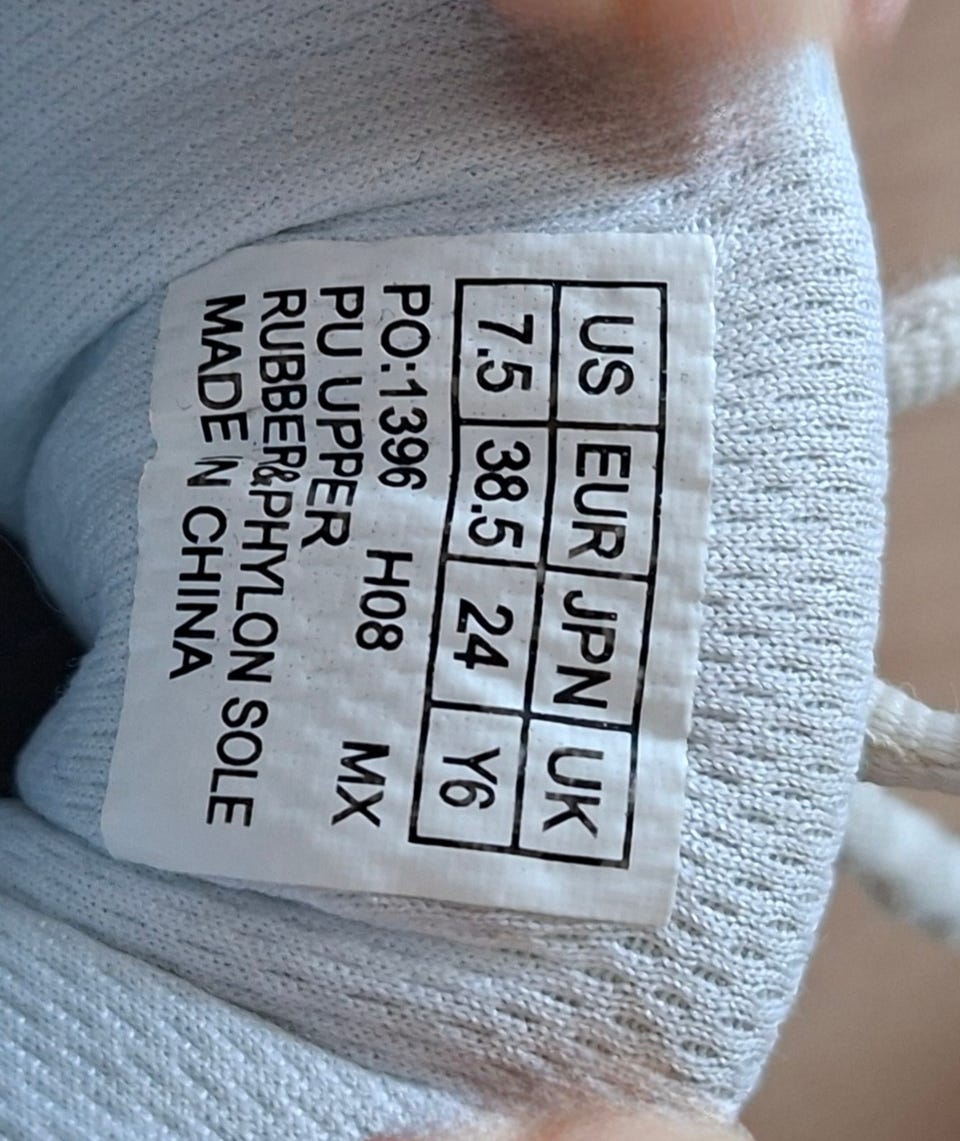 US EUR JPN UK
7.5 38.5 24 Y6
PO:1396 H08 MX
PU UPPER
RUBBER&PHYLON SOLE
MADE IN CHINA